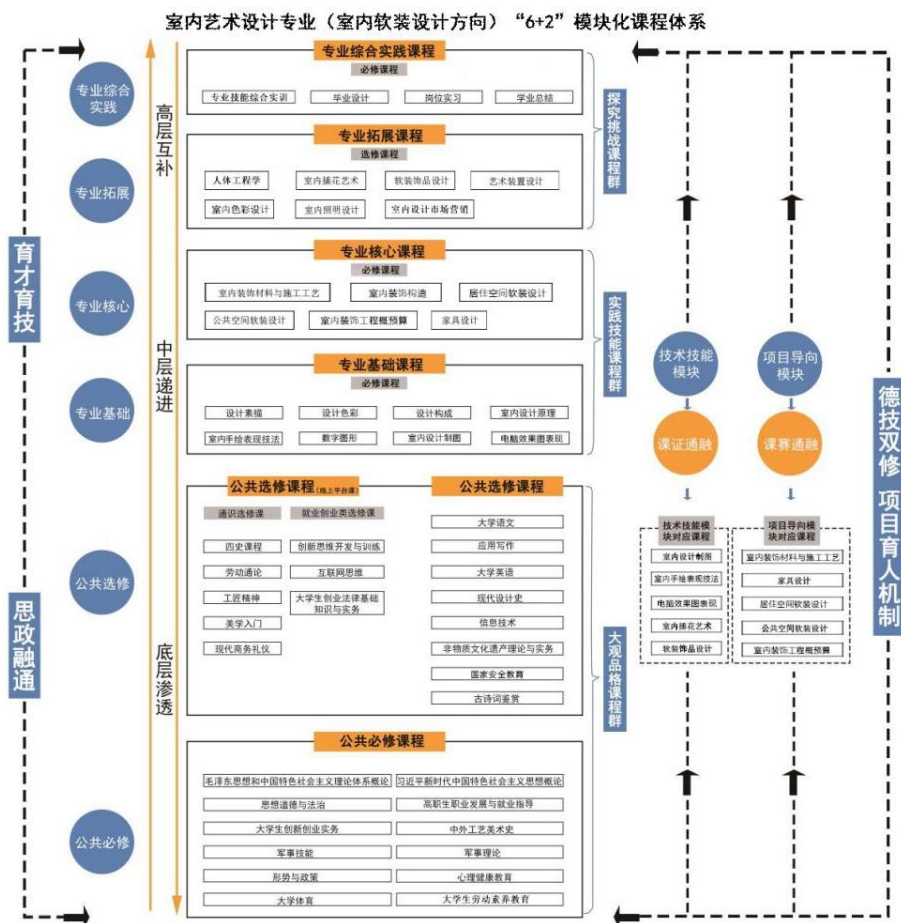 室内艺术设计专业（室内软装设计方向）“6+2”模块化课程体系
育才育技
思政融通
专业综合
实践
专业拓展
专业核心
专业基础
公共选修
公共必修
高层互补
中层递进
底层渗透
专业综合实践课程
必修课程
专业技能综合实训
毕业设计
岗位实习
学业总结
专业拓展课程
选修课程
人体工程学
室内插花艺术
软装饰品设计
艺术装置设计
室内色彩设计
室内照明设计
室内设计市场营销
探究挑战课程群
专业核心课程
必修课程
室内装饰材料与施工工艺
室内装饰构造
居住空间软装设计
公共空间软装设计
室内装饰工程概预算
家具设计
专业基础课程
必修课程
设计素描
设计色彩
设计构成
室内设计原理
室内手绘表现技法
数字图形
室内设计制图
电脑效果图表现
实践技能课程群
公共选修课程(线上平台课)
通识选修课
四史课程
劳动通论
工匠精神
美学入门
现代商务礼仪
就业创业类选修课
创新思维开发与训练
互联网思维
大学生创业法律基础
知识与实务
公共选修课程
大学语文
应用写作
大学英语
现代设计史
信息技术
非物质文化遗产理论与实务
国家安全教育
古诗词鉴赏
大观品格课程群
公共必修课程
毛泽东思想和中国特色社会主义理论体系概论
习近平新时代中国特色社会主义思想概论
思想道德与法治
高职生职业发展与就业指导
大学生创新创业实务
中外工艺美术史
军事技能
军事理论
形势与政策
心理健康教育
大学体育
大学生劳动素养教育
技术技能
模块
课证通融
技术技能模
块对应课程
室内设计制图
室内手绘表现技法
电脑效果图表现
室内插花艺术
软装饰品设计
项目导向
模块
课赛通融
项目导向模
块对应课程
室内装饰材料与施工工艺
家具设计
居住空间软装设计
公共空间软装设计
室内装饰工程概预算
德技双修 项目育人机制